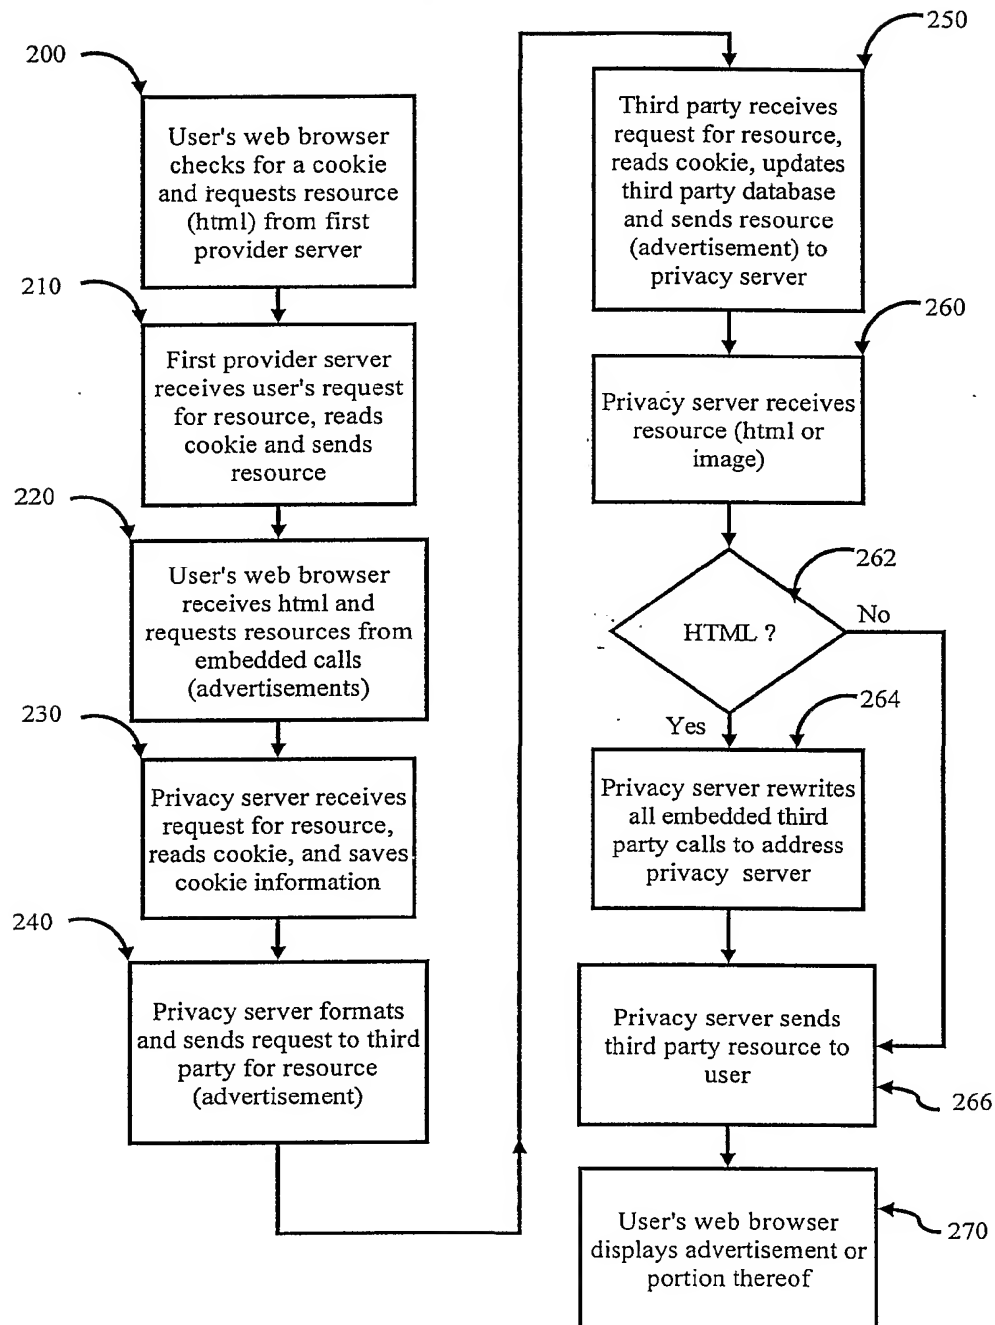 200
User's web browser
checks for a cookie
and requests resource
(html) from first
provider server
210
First provider server
receives user's request
for resource, reads
cookie and sends
resource
220
User's web browser
receives html and
requests resources from
embedded calls
(advertisements)
230
Privacy server receives
request for resource,
reads cookie, and saves
cookie information
240
Privacy server formats
and sends request to third
party for resource
(advertisement)
250
Third party receives
request for resource,
reads cookie, updates
third party database
and sends resource
(advertisement) to
privacy server
260
Privacy server receives
resource (html or
image)
262
HTML ?
No
Yes
264
Privacy server rewrites
all embedded third
party calls to address
privacy server
Privacy server sends
third party resource to
user
266
User's web browser
displays advertisement or
portion thereof
270